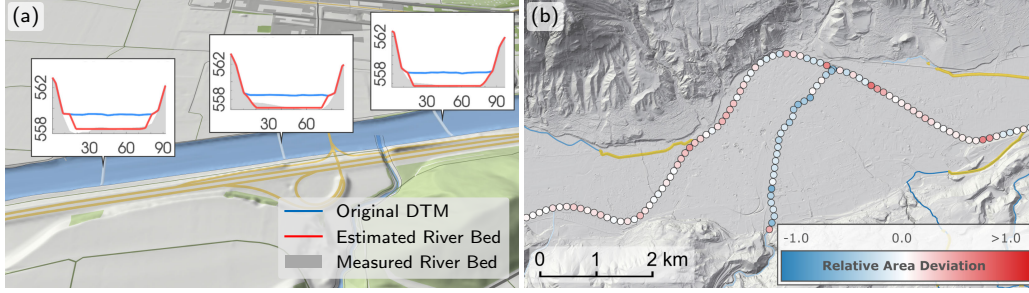 (a)
562
558
30
60
90
562
558
30
60
562
558
30
60
90
Original DTM
Estimated River Bed
Measured River Bed
(b)
0 1 2 km
-1.0 0.0 >1.0
Relative Area Deviation